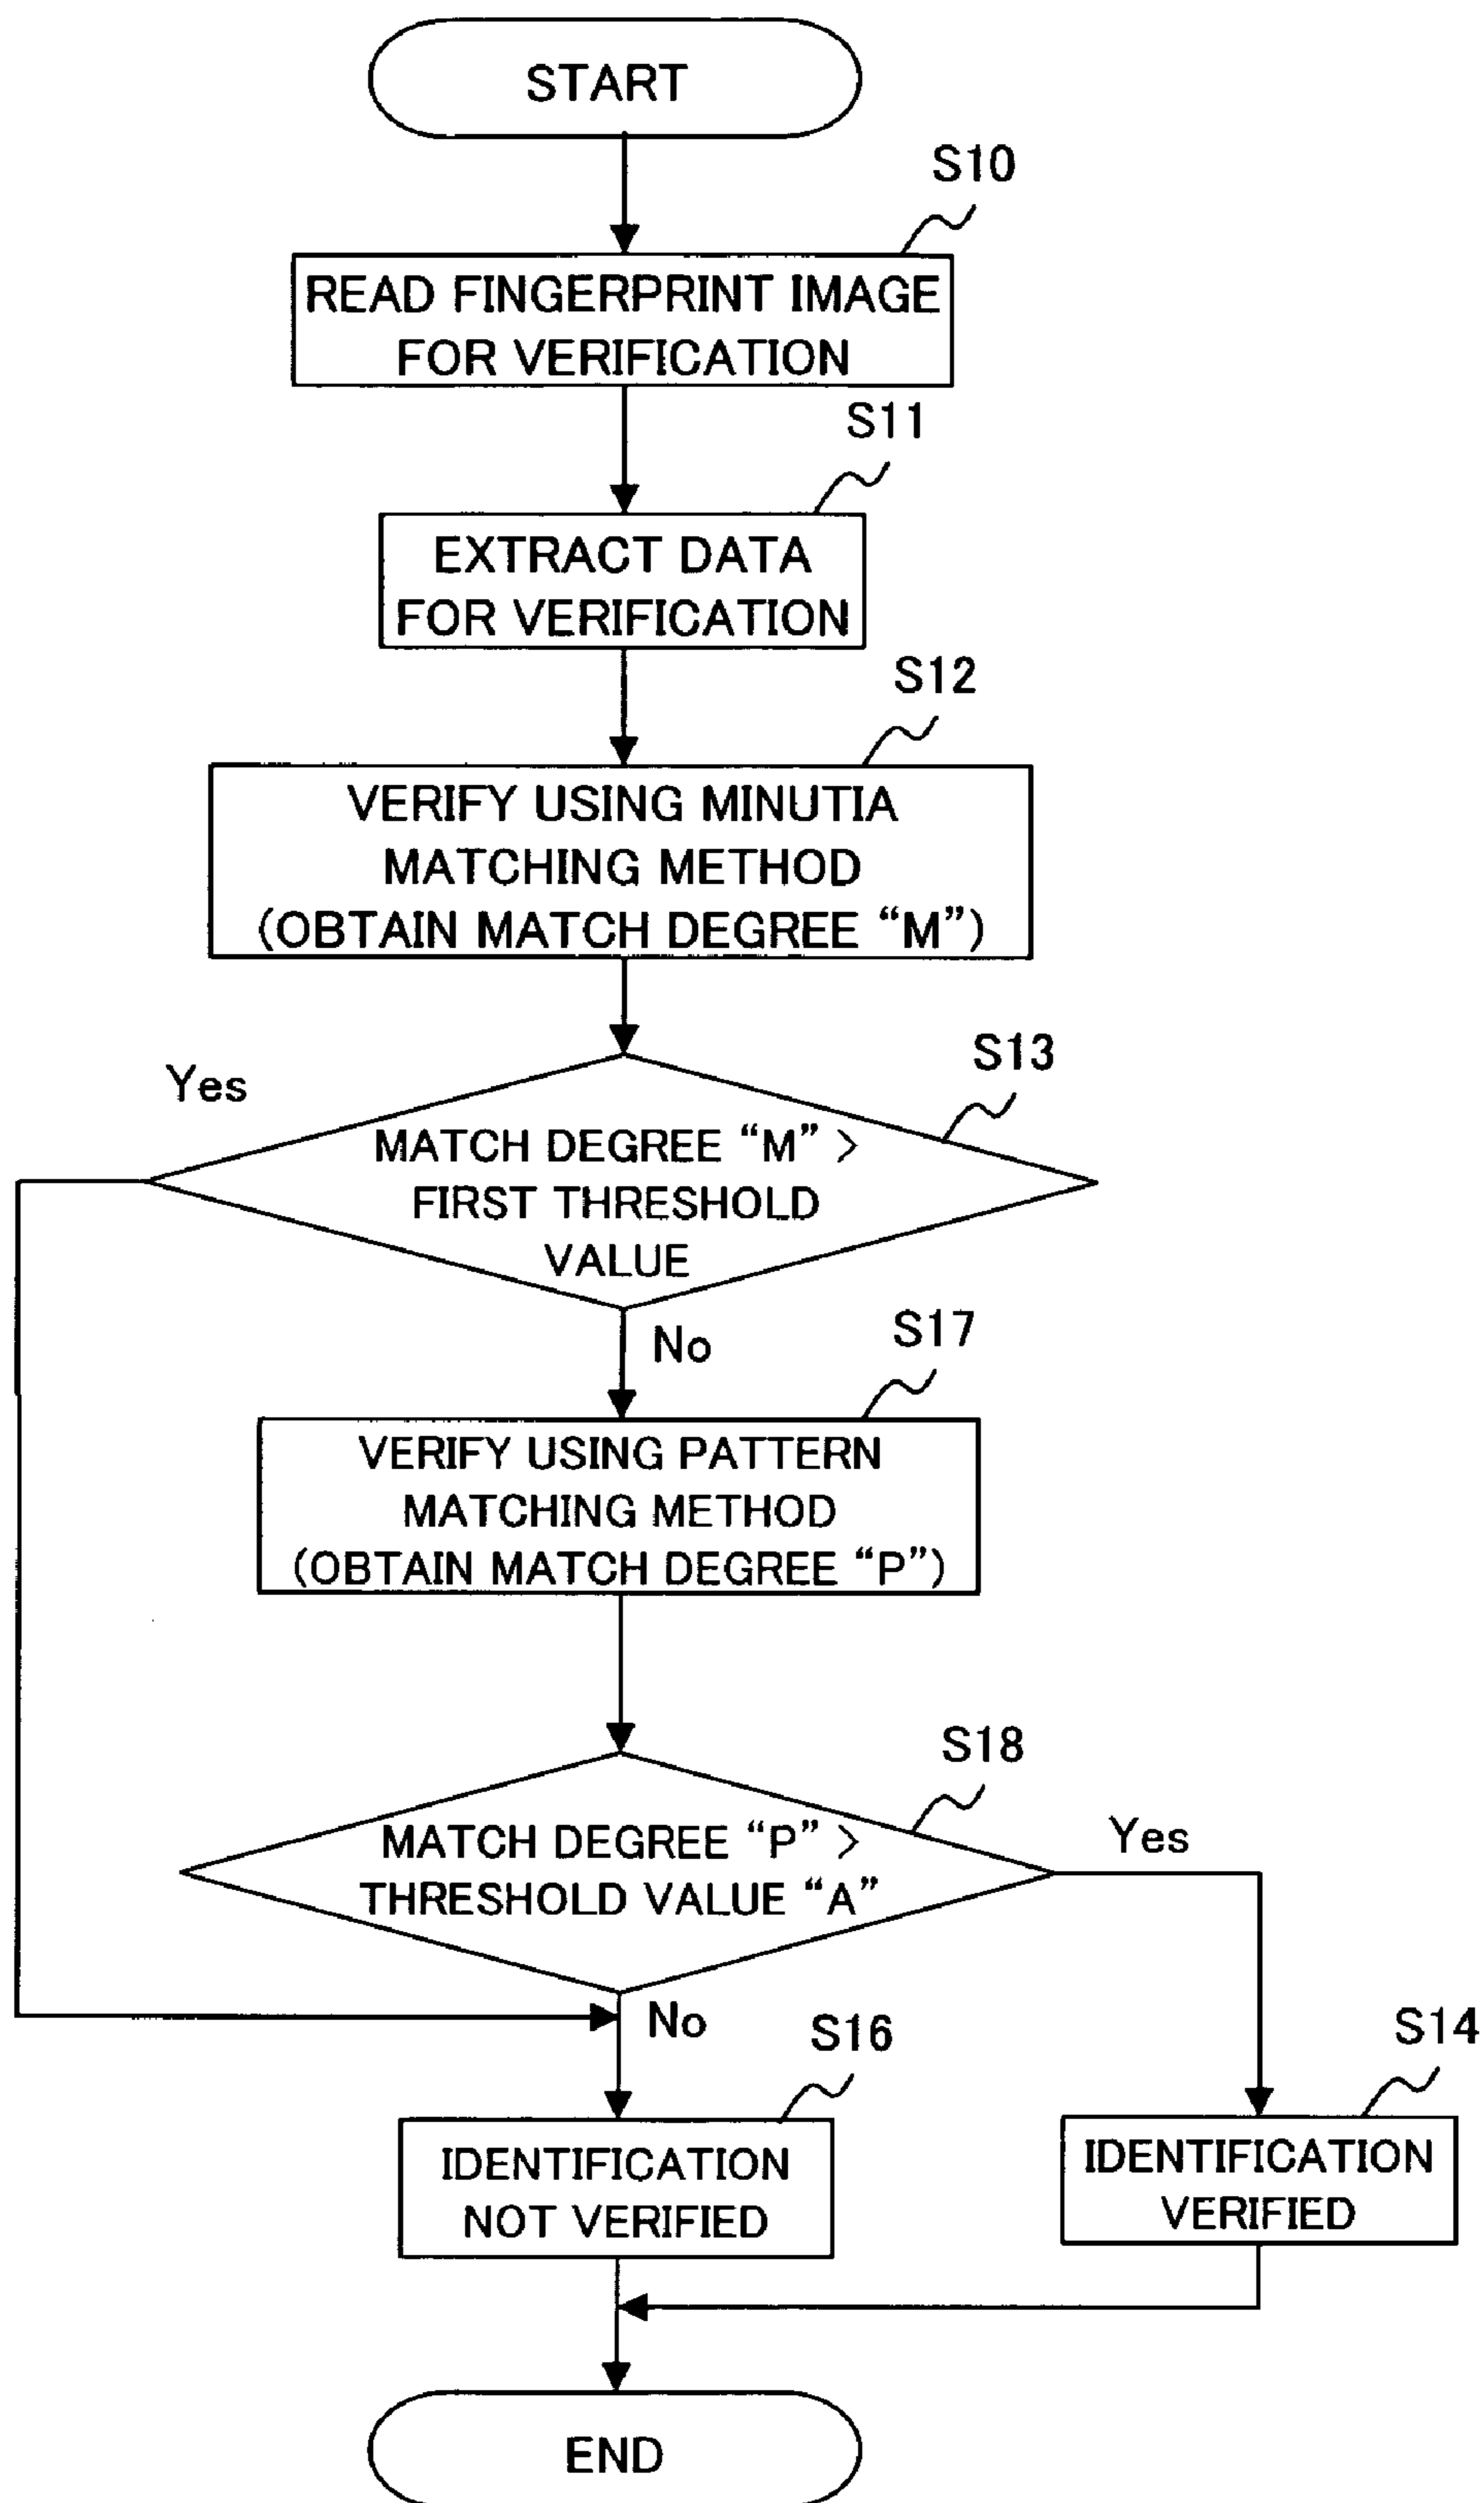 START
S10
READ FINGERPRINT IMAGE
FOR VERIFICATION
S11
EXTRACT DATA
FOR VERIFICATION
S12
VERIFY USING MINUTIA
MATCHING METHOD
(OBTAIN MATCH DEGREE “M”)
Yes
S13
MATCH DEGREE “M” >
FIRST THRESHOLD
VALUE
No
S17
VERIFY USING PATTERN
MATCHING METHOD
(OBTAIN MATCH DEGREE “P”)
S18
MATCH DEGREE “P” >
THRESHOLD VALUE “A”
Yes
No
S16
S14
IDENTIFICATION
NOT VERIFIED
IDENTIFICATION
VERIFIED
END